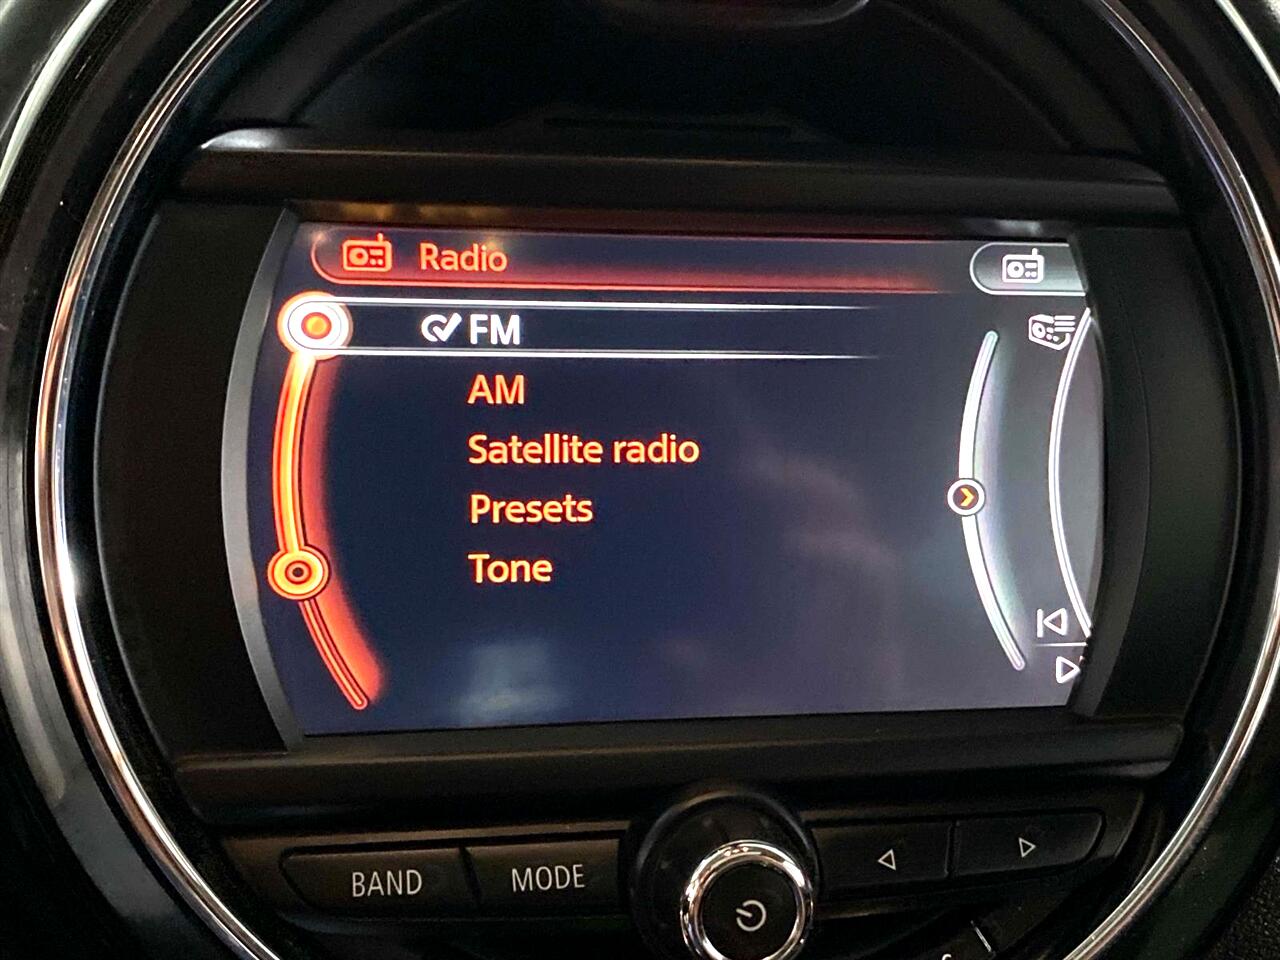 Radio
FM
AM
Satellite radio
Presets
Tone
BAND
MODE